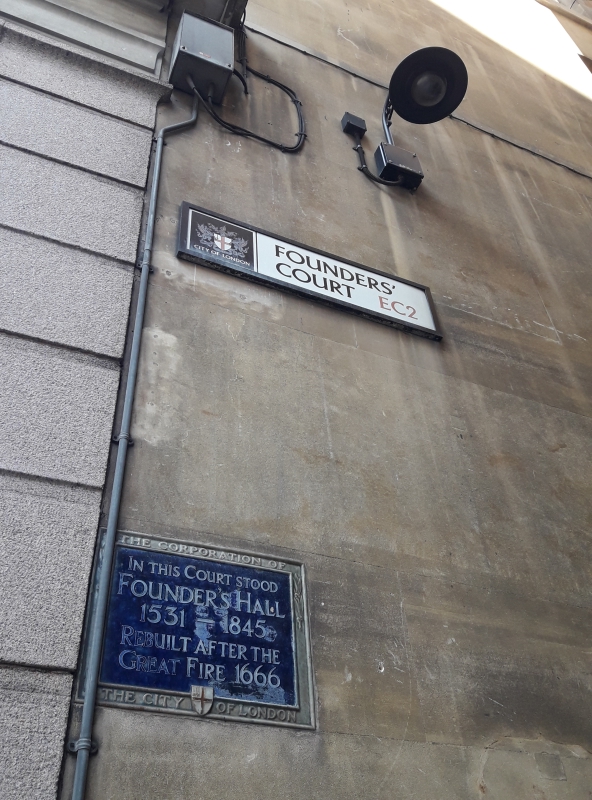 CITY OF LONDON
FOUNDERS'
COURT EC2
THE CORPORATION OF
IN THIS COURT STOOD
FOUNDER'S HALL
1531 – 1845
REBUILT AFTER THE
GREAT FIRE 1666
THE CITY OF LONDON